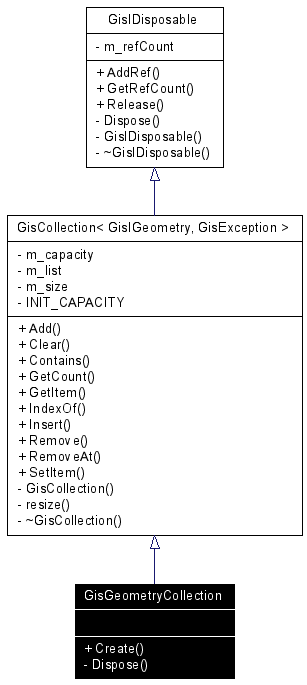 GisIDisposable
- m_refCount
+ AddRef()
+ GetRefCount()
+ Release()
- Dispose()
- GisIDisposable()
- ~GisIDisposable()
GisCollection< GisIGeometry, GisException >
- m_capacity
- m_list
- m_size
- INIT_CAPACITY
+ Add()
+ Clear()
+ Contains()
+ GetCount()
+ GetItem()
+ IndexOf()
+ Insert()
+ Remove()
+ RemoveAt()
+ SetItem()
- GisCollection()
- resize()
- ~GisCollection()
GisGeometryCollection
+ Create()
- Dispose()